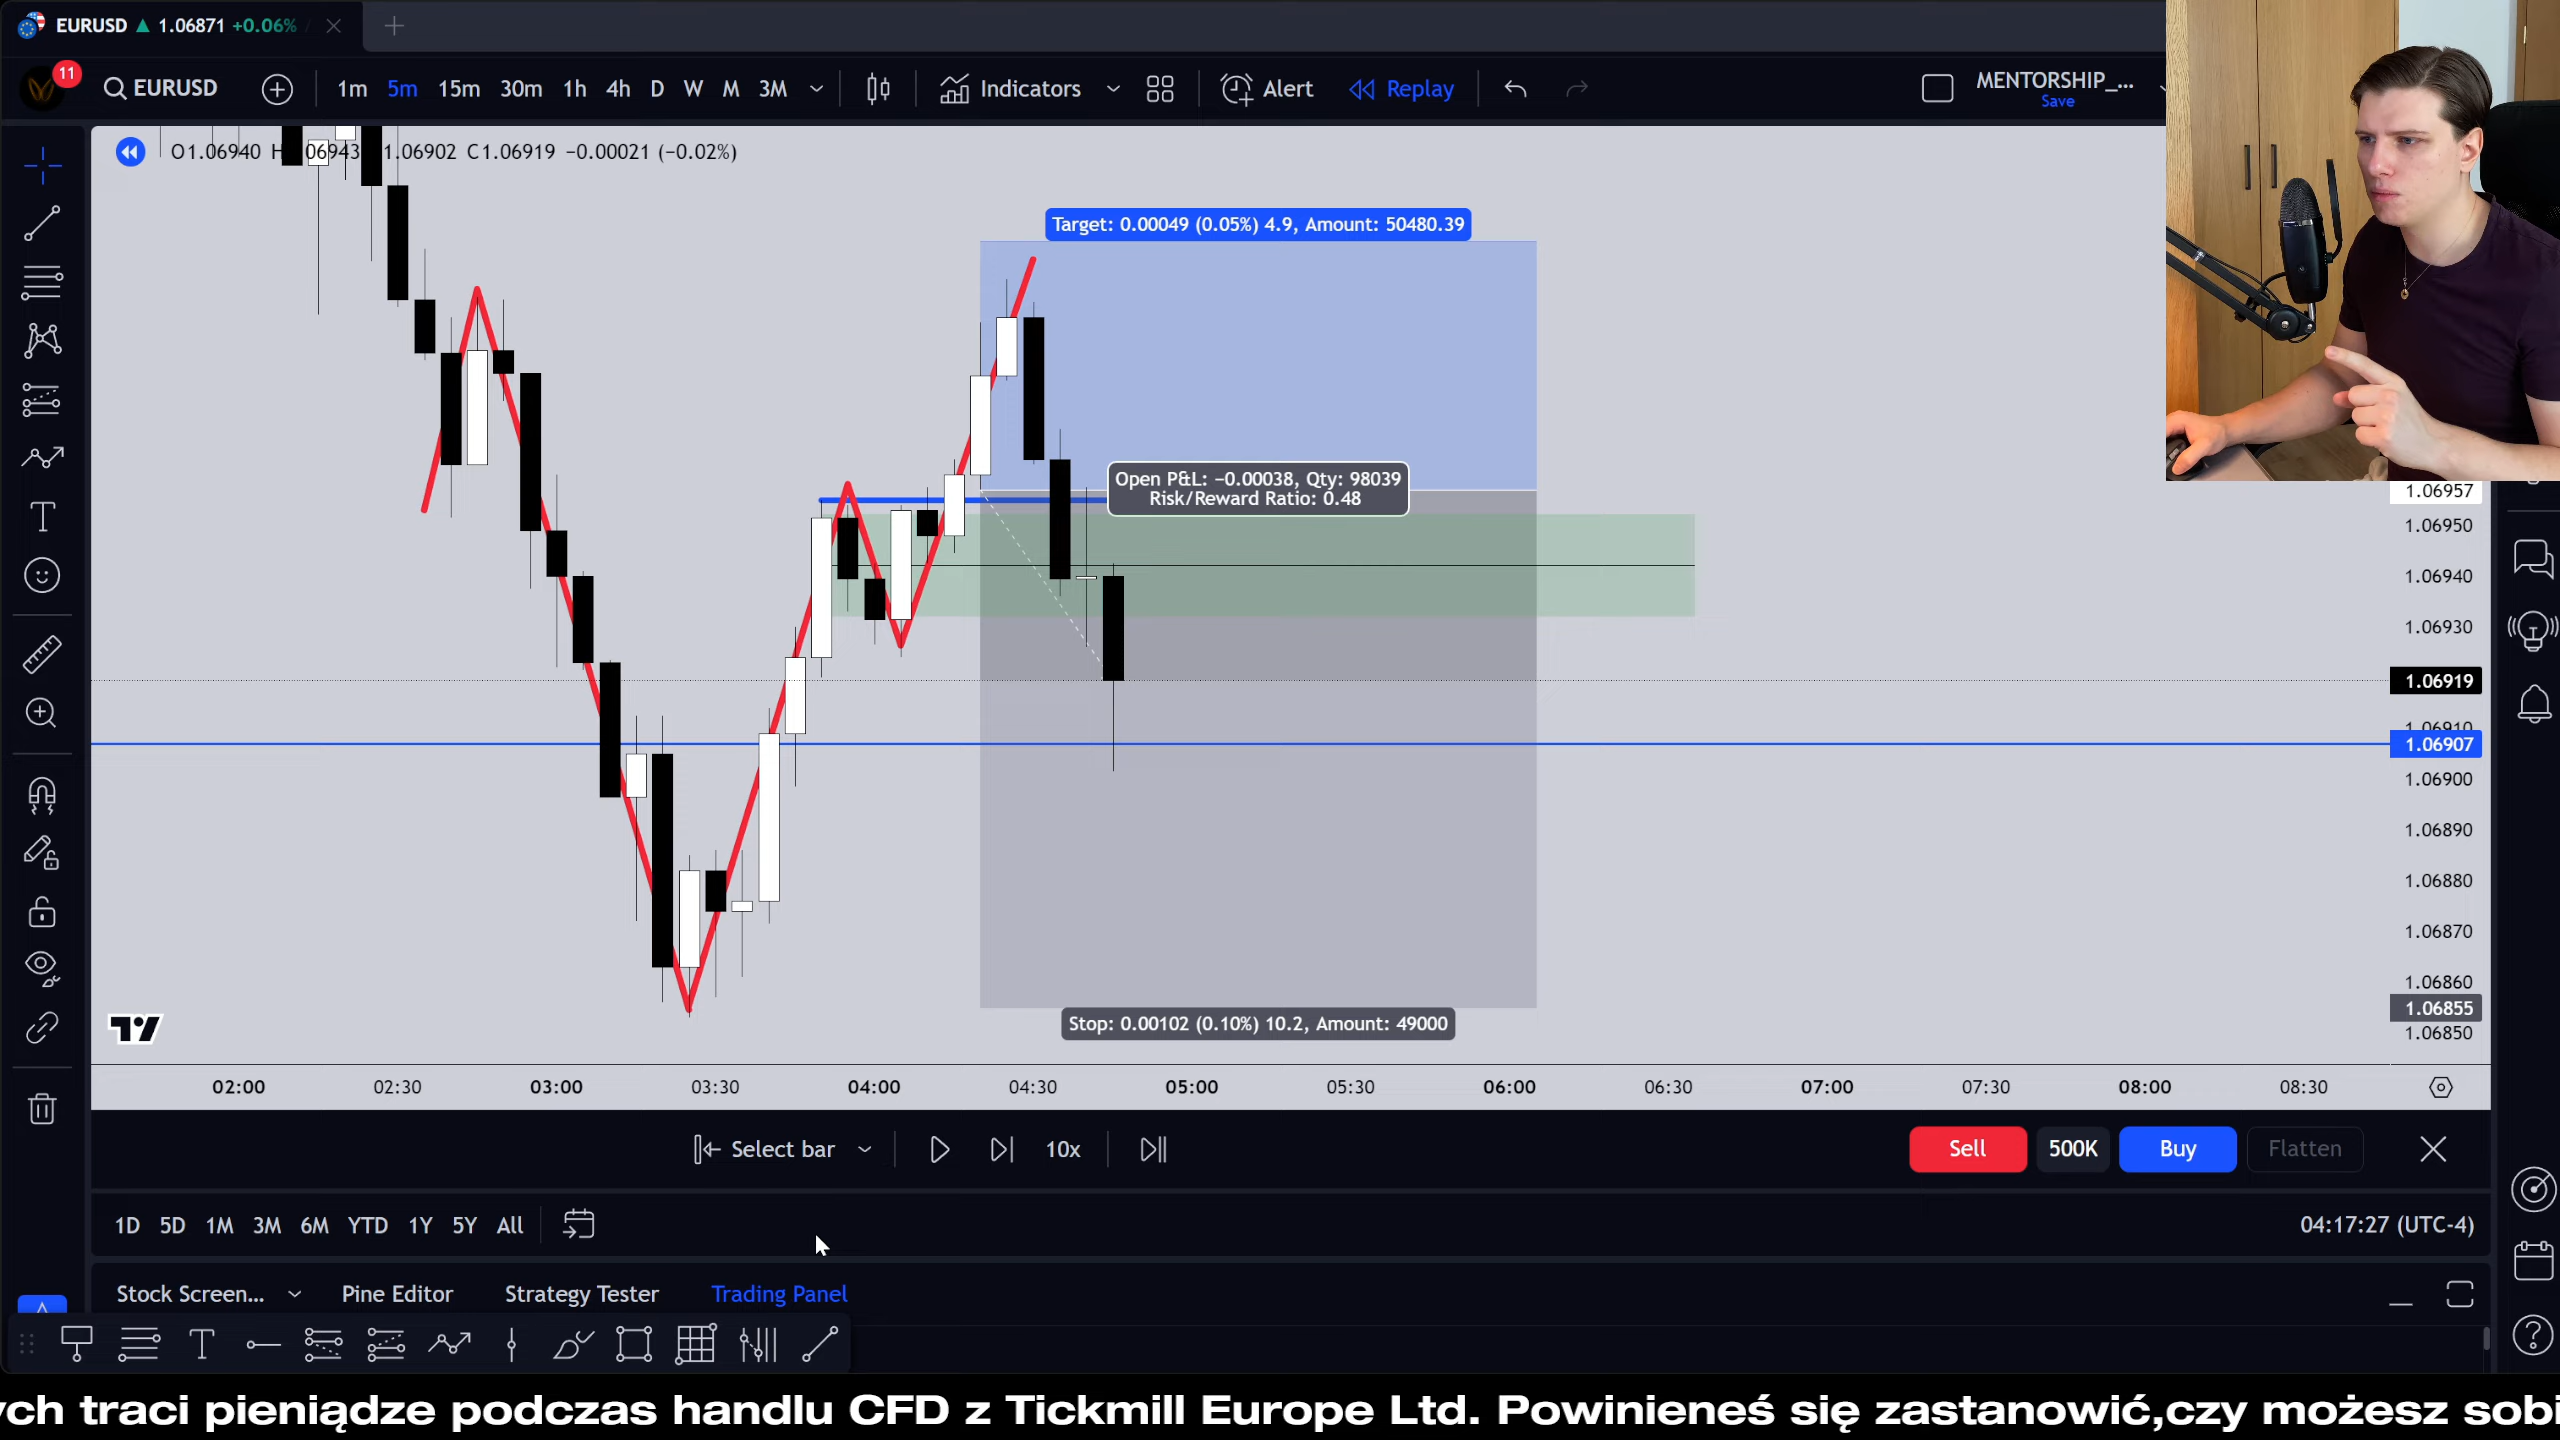 EURUSD ▲ 1.06871 +0.06%
11
EURUSD
1m 5m 15m 30m 1h 4h D W M 3M
Indicators
Alert
Replay
MENTORSHIP_...
Save
O1.06940 H 06943 1.06902 C1.06919 −0.00021 (−0.02%)
Target: 0.00049 (0.05%) 4.9, Amount: 50480.39
Open P&L: −0.00038, Qty: 98039
Risk/Reward Ratio: 0.48
Stop: 0.00102 (0.10%) 10.2, Amount: 49000
1.06957
1.06950
1.06940
1.06930
1.06919
1.06910
1.06907
1.06900
1.06890
1.06880
1.06870
1.06860
1.06855
1.06850
02:00 02:30 03:00 03:30 04:00 04:30 05:00 05:30 06:00 06:30 07:00 07:30 08:00 08:30
Select bar
10x
Sell
500K
Buy
Flatten
1D 5D 1M 3M 6M YTD 1Y 5Y All
04:17:27 (UTC-4)
Stock Screen...
Pine Editor
Strategy Tester
Trading Panel
ych traci pieniądze podczas handlu CFD z Tickmill Europe Ltd. Powinieneś się zastanowić,czy możesz sobi